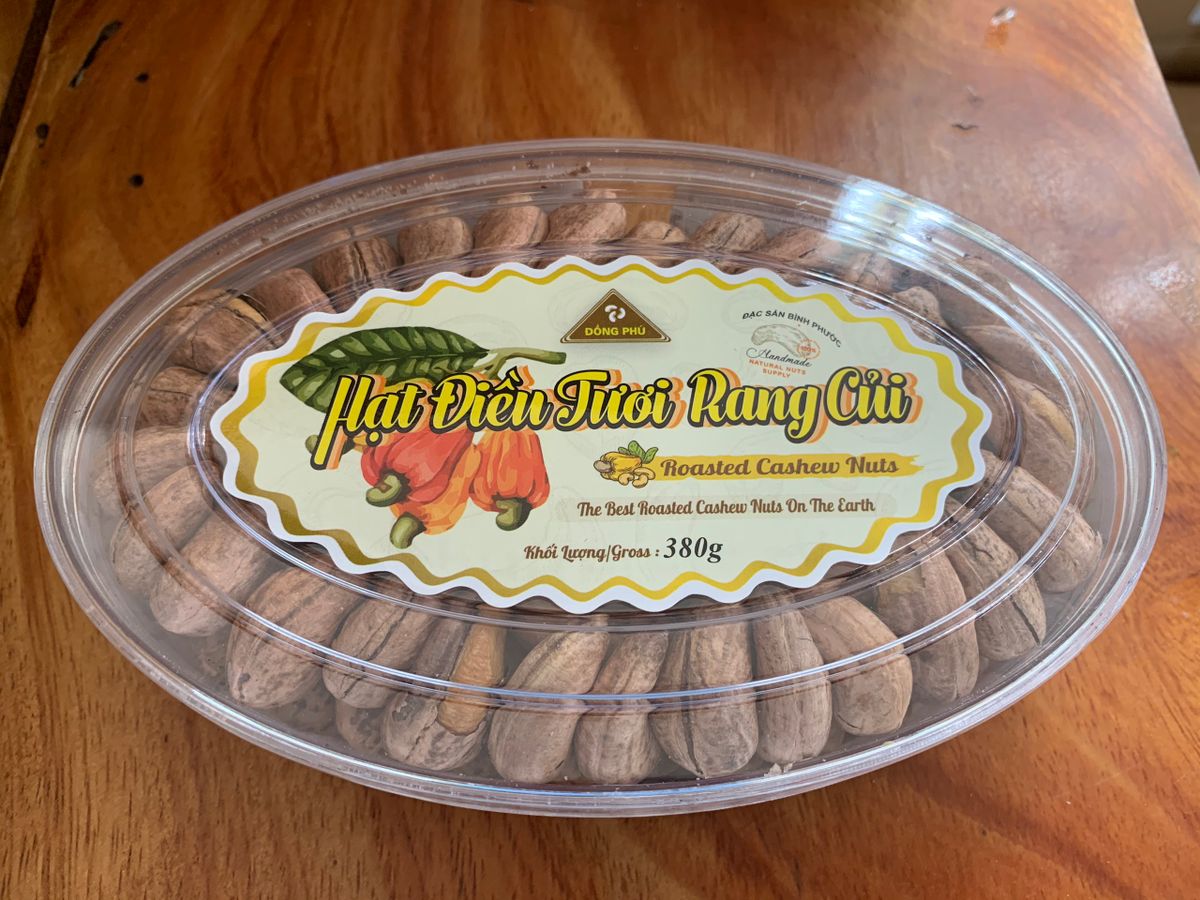 ĐỒNG PHÚ
ĐẶC SẢN BÌNH PHƯỚC
100%
Handmade
NATURAL NUTS
SUPPLY
Hạt Điều Tươi Rang Củi
Roasted Cashew Nuts
The Best Roasted Cashew Nuts On The Earth
Khối Lượng/Gross : 380g